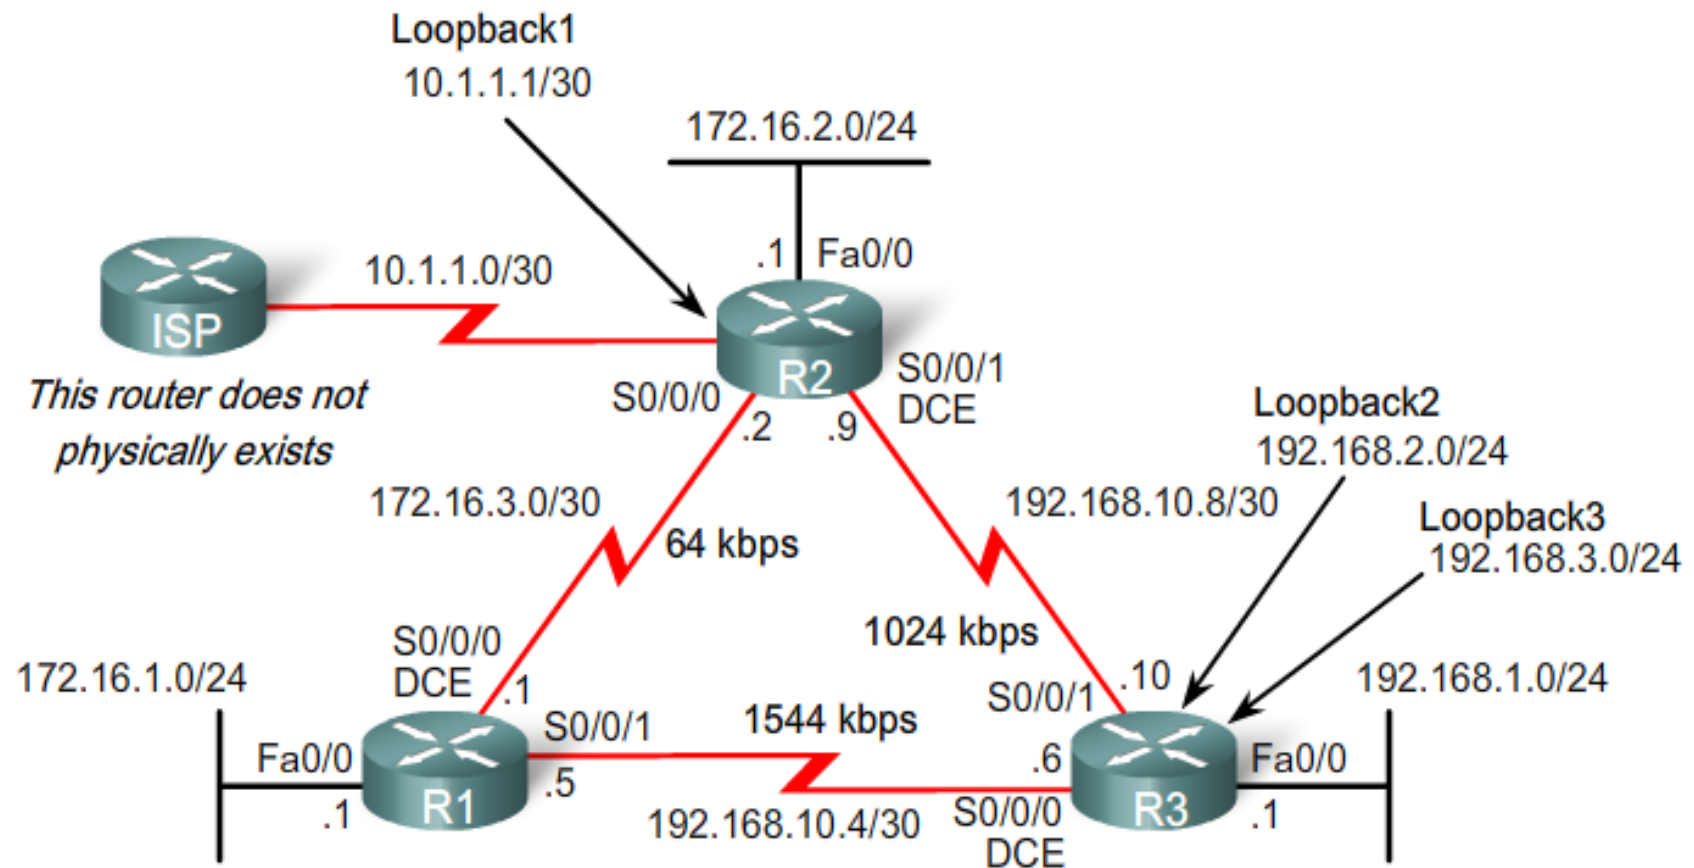 Loopback1
10.1.1.1/30
172.16.2.0/24
.1 Fa0/0
10.1.1.0/30
ISP
This router does not
physically exists
R2
S0/0/0
.2
.9
S0/0/1
DCE
Loopback2
192.168.2.0/24
Loopback3
192.168.3.0/24
172.16.3.0/30
64 kbps
192.168.10.8/30
1024 kbps
S0/0/0
DCE
.1
172.16.1.0/24
Fa0/0
.1
R1
S0/0/1
.5
1544 kbps
192.168.10.4/30
S0/0/1
.10
.6
S0/0/0
DCE
R3
192.168.1.0/24
Fa0/0
.1